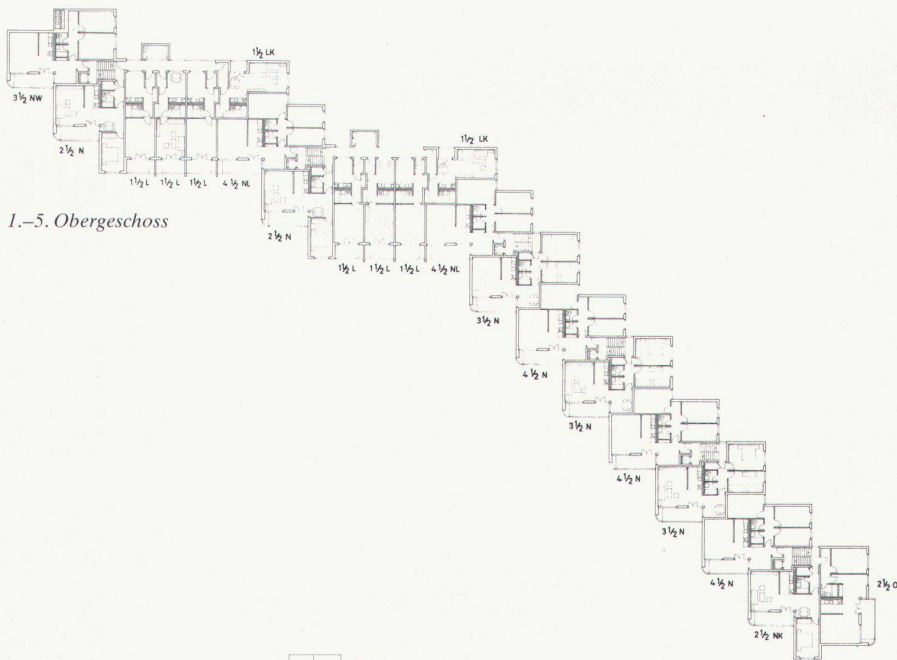 1½ LK
3½ NW
2½ N
1½ L
1½ L
1½ L
4½ NL
1½ LK
1.–5. Obergeschoss
2½ N
1½ L
1½ L
1½ L
4½ NL
3½ N
4½ N
3½ N
4½ N
3½ N
4½ N
2½ O
2½ NK